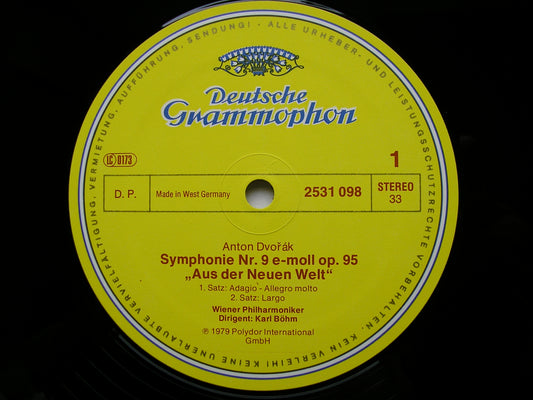 ALLE URHEBER- UND LEISTUNGSSCHUTZRECHTE VORBEHALTEN. KEIN VERLEIH! KEINE UNERLAUBTE VERVIELFÄLTIGUNG, VERMIETUNG, AUFFÜHRUNG, SENDUNG!
Deutsche
Grammophon
LC 0173
1
D. P.
Made in West Germany
2531 098
STEREO
33
Anton Dvořák
Symphonie Nr. 9 e-moll op. 95
„Aus der Neuen Welt“
1. Satz: Adagio - Allegro molto
2. Satz: Largo
Wiener Philharmoniker
Dirigent: Karl Böhm
℗ 1979 Polydor International
GmbH